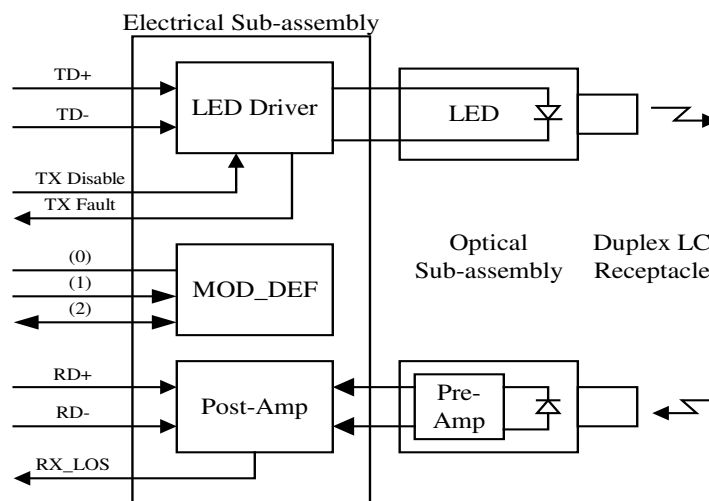 Electrical Sub-assembly
TD+
TD-
TX Disable
TX Fault
LED Driver
LED
(0)
(1)
(2)
MOD_DEF
Optical
Sub-assembly
Duplex LC
Receptacle
RD+
RD-
RX_LOS
Post-Amp
Pre-
Amp